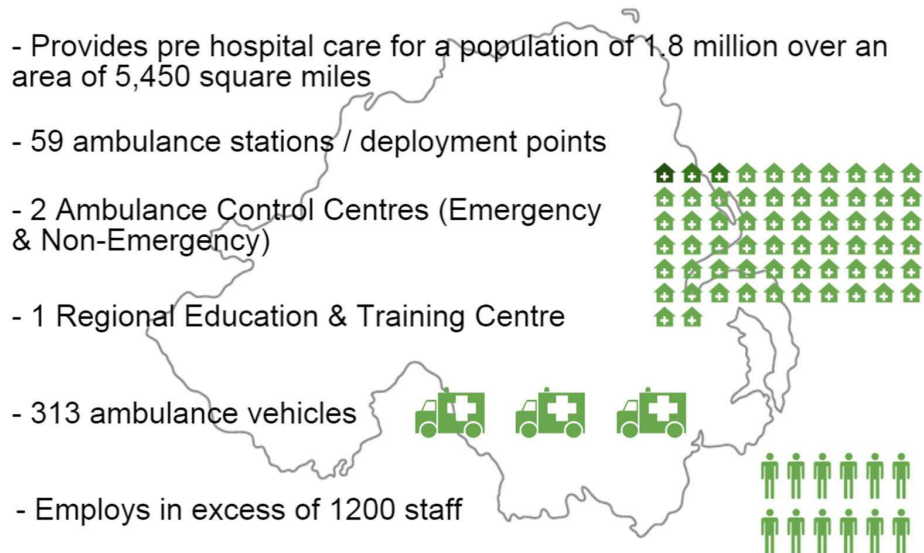 - Provides pre hospital care for a population of 1.8 million over an
area of 5,450 square miles
- 59 ambulance stations / deployment points
- 2 Ambulance Control Centres (Emergency
& Non-Emergency)
- 1 Regional Education & Training Centre
- 313 ambulance vehicles
- Employs in excess of 1200 staff